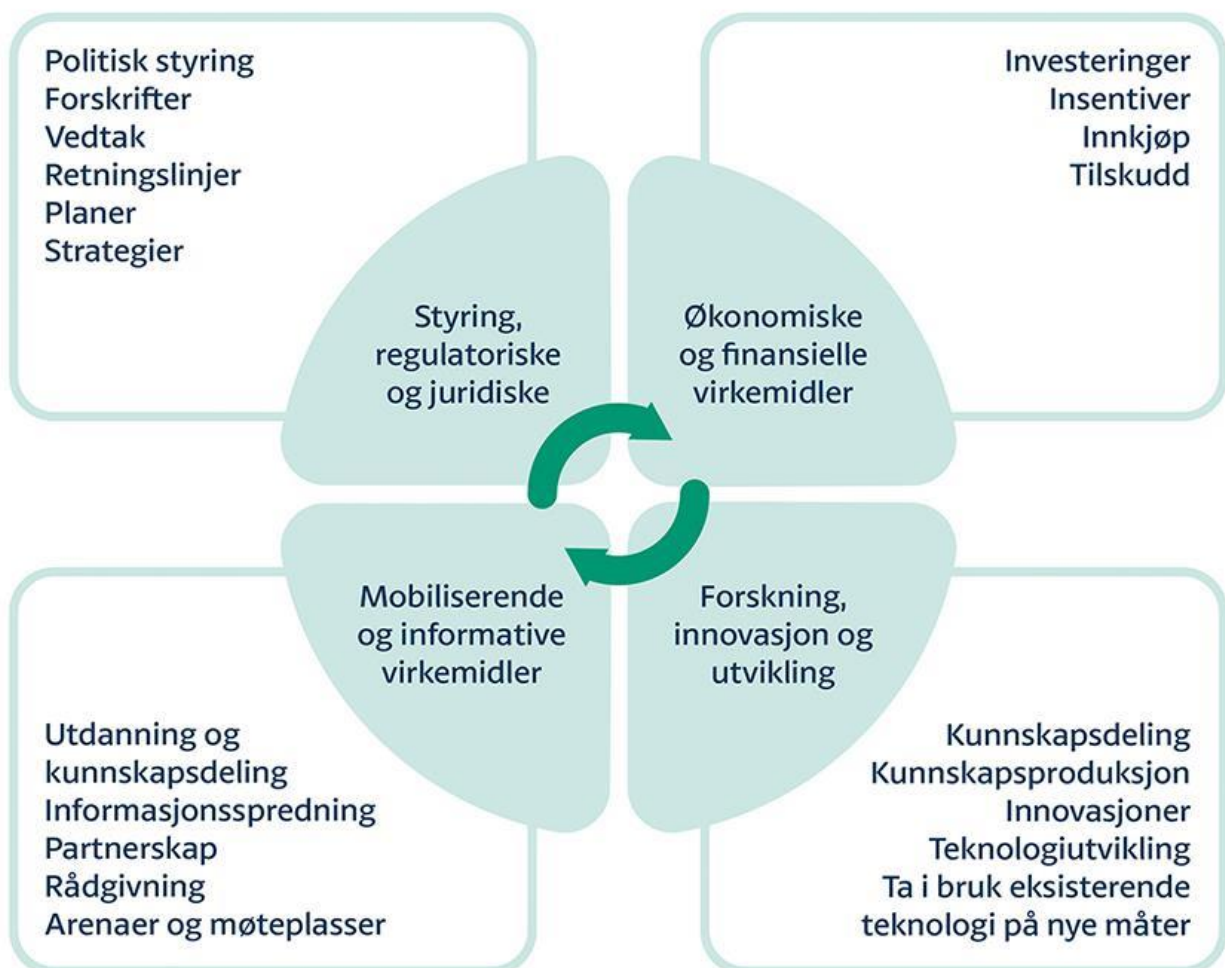 Politisk styring
Forskrifter
Vedtak
Retningslinjer
Planer
Strategier
Investeringer
Insentiver
Innkjøp
Tilskudd
Styring,
regulatoriske
og juridiske
Økonomiske
og finansielle
virkemidler
Mobiliserende
og informative
virkemidler
Forskning,
innovasjon og
utvikling
Utdanning og
kunnskapsdeling
Informasjonsspredning
Partnerskap
Rådgivning
Arenaer og møteplasser
Kunnskapsdeling
Kunnskapsproduksjon
Innovasjoner
Teknologiutvikling
Ta i bruk eksisterende
teknologi på nye måter